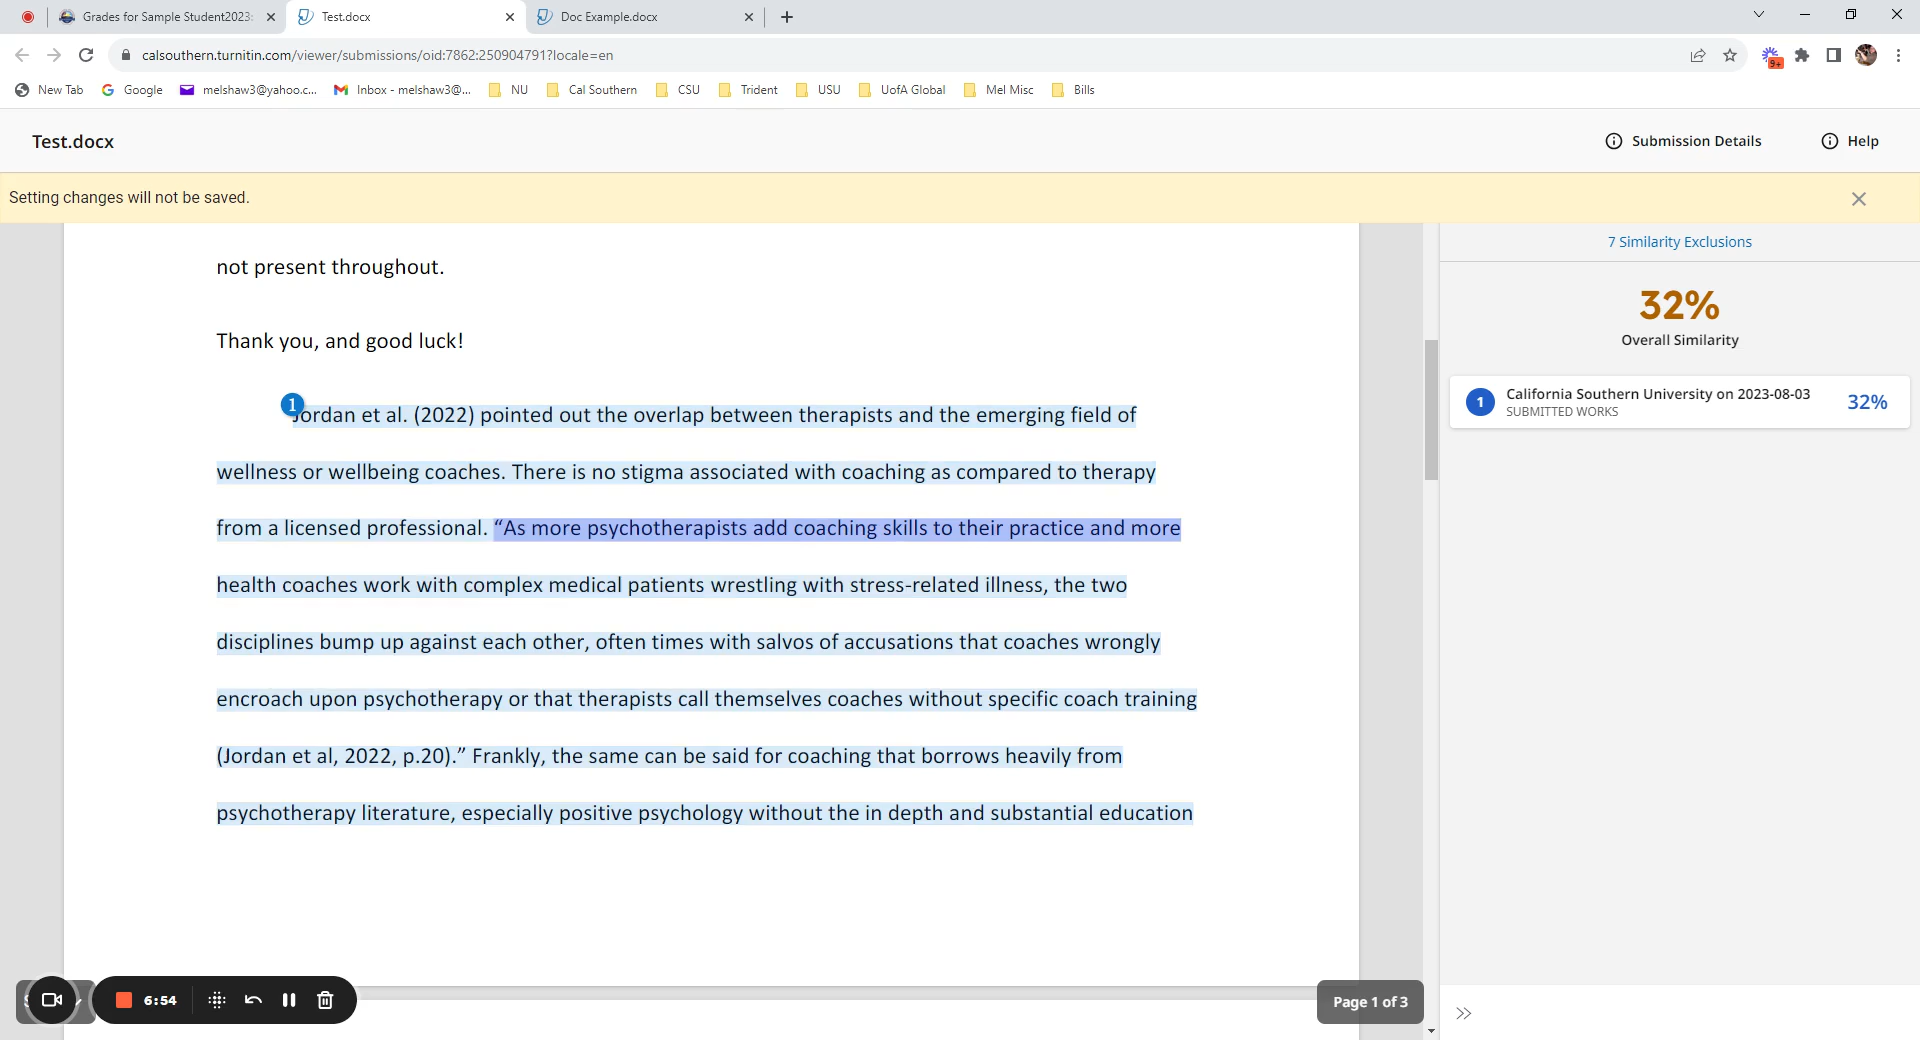 Grades for Sample Student2023:
Test.docx
Doc Example.docx
calsouthern.turnitin.com/viewer/submissions/oid:7862:250904791?locale=en
9+
New Tab
Google
melshaw3@yahoo.c...
Inbox - melshaw3@...
NU
Cal Southern
CSU
Trident
USU
UofA Global
Mel Misc
Bills
Test.docx
Submission Details
Help
Setting changes will not be saved.
not present throughout.
Thank you, and good luck!
1
Jordan et al. (2022) pointed out the overlap between therapists and the emerging field of
wellness or wellbeing coaches. There is no stigma associated with coaching as compared to therapy
from a licensed professional. “As more psychotherapists add coaching skills to their practice and more
health coaches work with complex medical patients wrestling with stress-related illness, the two
disciplines bump up against each other, often times with salvos of accusations that coaches wrongly
encroach upon psychotherapy or that therapists call themselves coaches without specific coach training
(Jordan et al, 2022, p.20).” Frankly, the same can be said for coaching that borrows heavily from
psychotherapy literature, especially positive psychology without the in depth and substantial education
7 Similarity Exclusions
32%
Overall Similarity
1
California Southern University on 2023-08-03
SUBMITTED WORKS
32%
6:54
Page 1 of 3